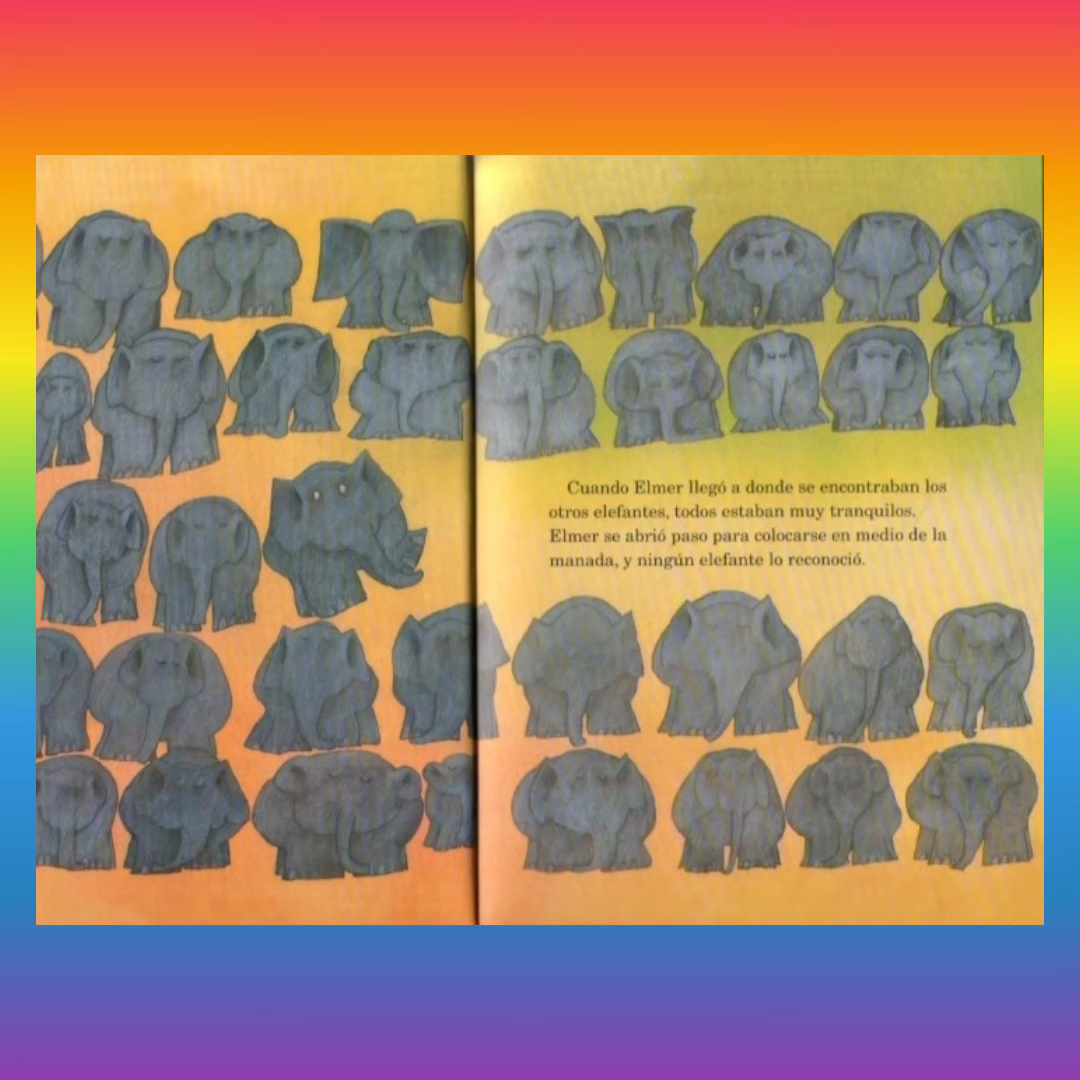 Cuando Elmer llegó a donde se encontraban los
otros elefantes, todos estaban muy tranquilos.
Elmer se abrió paso para colocarse en medio de la
manada, y ningún elefante lo reconoció.